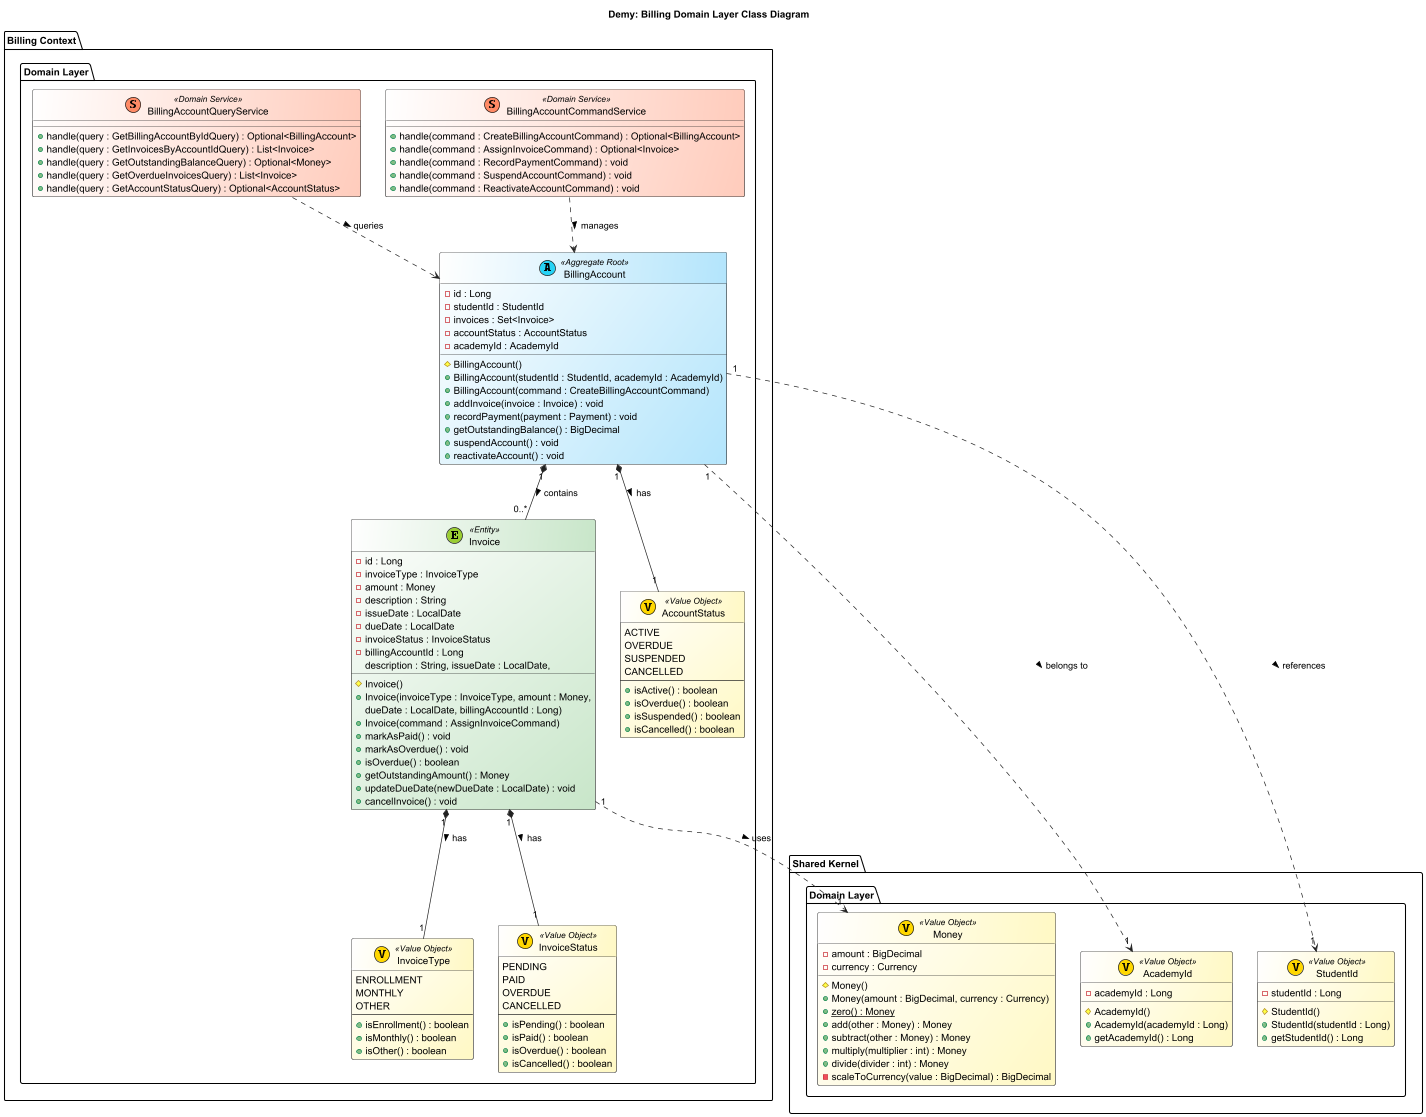 Demy: Billing Domain Layer Class Diagram
Billing Context
Domain Layer
S
«Domain Service»
BillingAccountQueryService
handle(query : GetBillingAccountByIdQuery) : Optional<BillingAccount>
handle(query : GetInvoicesByAccountIdQuery) : List<Invoice>
handle(query : GetOutstandingBalanceQuery) : Optional<Money>
handle(query : GetOverdueInvoicesQuery) : List<Invoice>
handle(query : GetAccountStatusQuery) : Optional<AccountStatus>
S
«Domain Service»
BillingAccountCommandService
handle(command : CreateBillingAccountCommand) : Optional<BillingAccount>
handle(command : AssignInvoiceCommand) : Optional<Invoice>
handle(command : RecordPaymentCommand) : void
handle(command : SuspendAccountCommand) : void
handle(command : ReactivateAccountCommand) : void
queries
manages
A
«Aggregate Root»
BillingAccount
id : Long
studentId : StudentId
invoices : Set<Invoice>
accountStatus : AccountStatus
academyId : AcademyId
BillingAccount()
BillingAccount(studentId : StudentId, academyId : AcademyId)
BillingAccount(command : CreateBillingAccountCommand)
addInvoice(invoice : Invoice) : void
recordPayment(payment : Payment) : void
getOutstandingBalance() : BigDecimal
suspendAccount() : void
reactivateAccount() : void
1
1
1
1
contains
has
0..*
1
E
«Entity»
Invoice
id : Long
invoiceType : InvoiceType
amount : Money
description : String
issueDate : LocalDate
dueDate : LocalDate
invoiceStatus : InvoiceStatus
billingAccountId : Long
description : String, issueDate : LocalDate,
Invoice()
Invoice(invoiceType : InvoiceType, amount : Money,
dueDate : LocalDate, billingAccountId : Long)
Invoice(command : AssignInvoiceCommand)
markAsPaid() : void
markAsOverdue() : void
isOverdue() : boolean
getOutstandingAmount() : Money
updateDueDate(newDueDate : LocalDate) : void
cancelInvoice() : void
V
«Value Object»
AccountStatus
ACTIVE
OVERDUE
SUSPENDED
CANCELLED
isActive() : boolean
isOverdue() : boolean
isSuspended() : boolean
isCancelled() : boolean
belongs to
references
1
1
1
has
has
uses
1
1
V
«Value Object»
InvoiceType
ENROLLMENT
MONTHLY
OTHER
isEnrollment() : boolean
isMonthly() : boolean
isOther() : boolean
V
«Value Object»
InvoiceStatus
PENDING
PAID
OVERDUE
CANCELLED
isPending() : boolean
isPaid() : boolean
isOverdue() : boolean
isCancelled() : boolean
Shared Kernel
Domain Layer
1
1
1
V
«Value Object»
Money
amount : BigDecimal
currency : Currency
Money()
Money(amount : BigDecimal, currency : Currency)
zero() : Money
add(other : Money) : Money
subtract(other : Money) : Money
multiply(multiplier : int) : Money
divide(divider : int) : Money
scaleToCurrency(value : BigDecimal) : BigDecimal
V
«Value Object»
AcademyId
academyId : Long
AcademyId()
AcademyId(academyId : Long)
getAcademyId() : Long
V
«Value Object»
StudentId
studentId : Long
StudentId()
StudentId(studentId : Long)
getStudentId() : Long